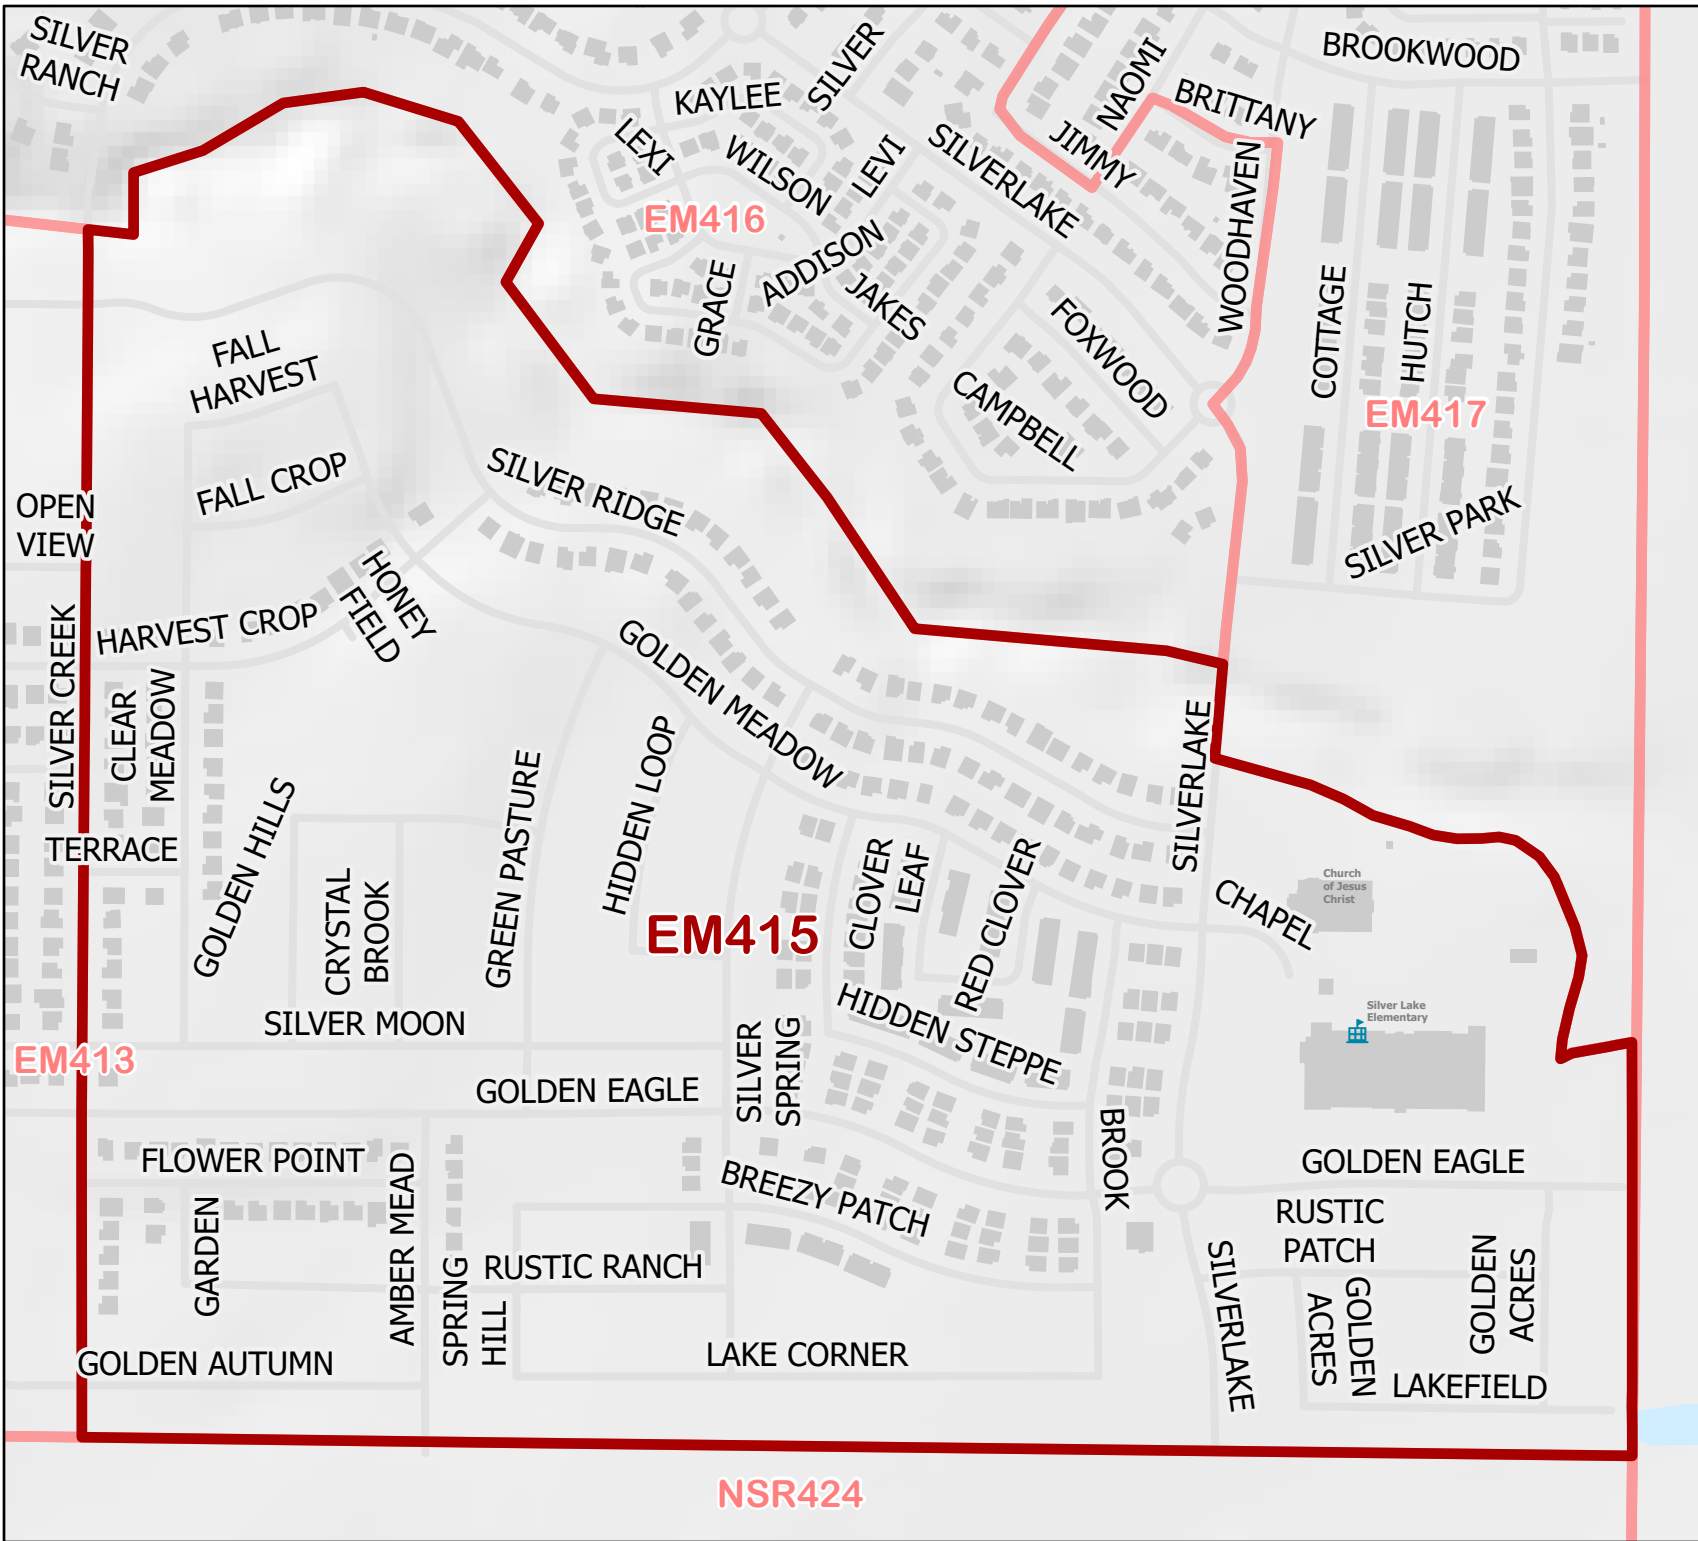 SILVER
RANCH
KAYLEE
SILVER
NAOMI
BROOKWOOD
BRITTANY
LEXI
WILSON
LEVI
SILVERLAKE
JIMMY
WOODHAVEN
EM416
ADDISON
GRACE
JAKES
FOXWOOD
COTTAGE
HUTCH
FALL
HARVEST
CAMPBELL
EM417
FALL CROP
SILVER RIDGE
OPEN
VIEW
SILVER PARK
HONEY
FIELD
HARVEST CROP
SILVER CREEK
CLEAR
MEADOW
GOLDEN MEADOW
HIDDEN LOOP
SILVERLAKE
GOLDEN HILLS
GREEN PASTURE
TERRACE
CRYSTAL
BROOK
CLOVER
LEAF
RED CLOVER
CHAPEL
Church
of Jesus
Christ
EM415
HIDDEN STEPPE
SILVER MOON
Silver Lake
Elementary
EM413
SILVER
SPRING
GOLDEN EAGLE
BROOK
FLOWER POINT
GOLDEN EAGLE
GARDEN
AMBER MEAD
BREEZY PATCH
RUSTIC
PATCH
SPRING
HILL
RUSTIC RANCH
SILVERLAKE
GOLDEN
ACRES
GOLDEN
ACRES
GOLDEN AUTUMN
LAKE CORNER
LAKEFIELD
NSR424